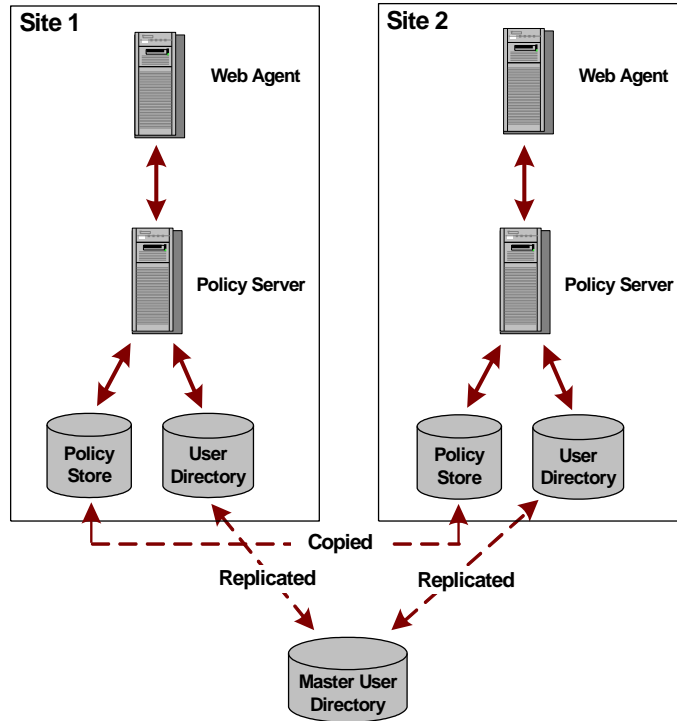 Site 1
Web Agent
Policy Server
Policy
Store
User
Directory
Site 2
Web Agent
Policy Server
Policy
Store
User
Directory
Copied
Replicated
Replicated
Master User
Directory